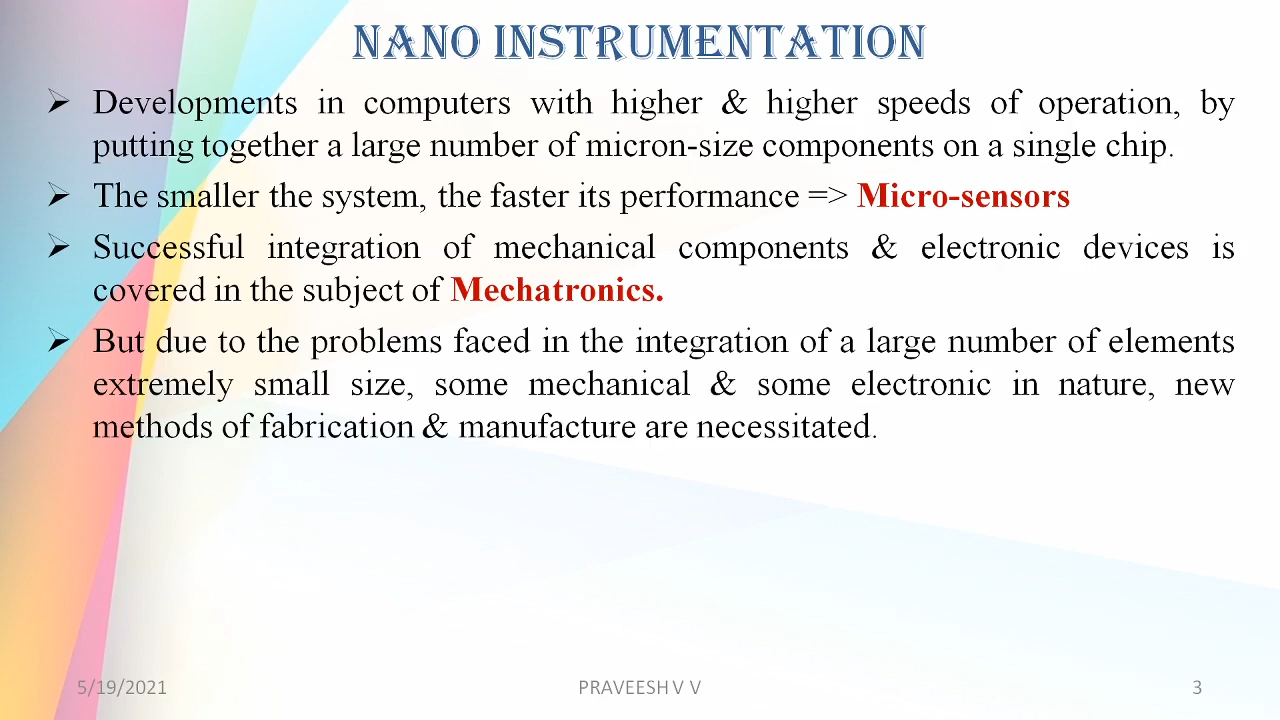 NANO INSTRUMENTATION
➢ Developments in computers with higher & higher speeds of operation, by
putting together a large number of micron-size components on a single chip.
➢ The smaller the system, the faster its performance => Micro-sensors
➢ Successful integration of mechanical components & electronic devices is
covered in the subject of Mechatronics.
➢ But due to the problems faced in the integration of a large number of elements
extremely small size, some mechanical & some electronic in nature, new
methods of fabrication & manufacture are necessitated.
5/19/2021 PRAVEESH V V 3